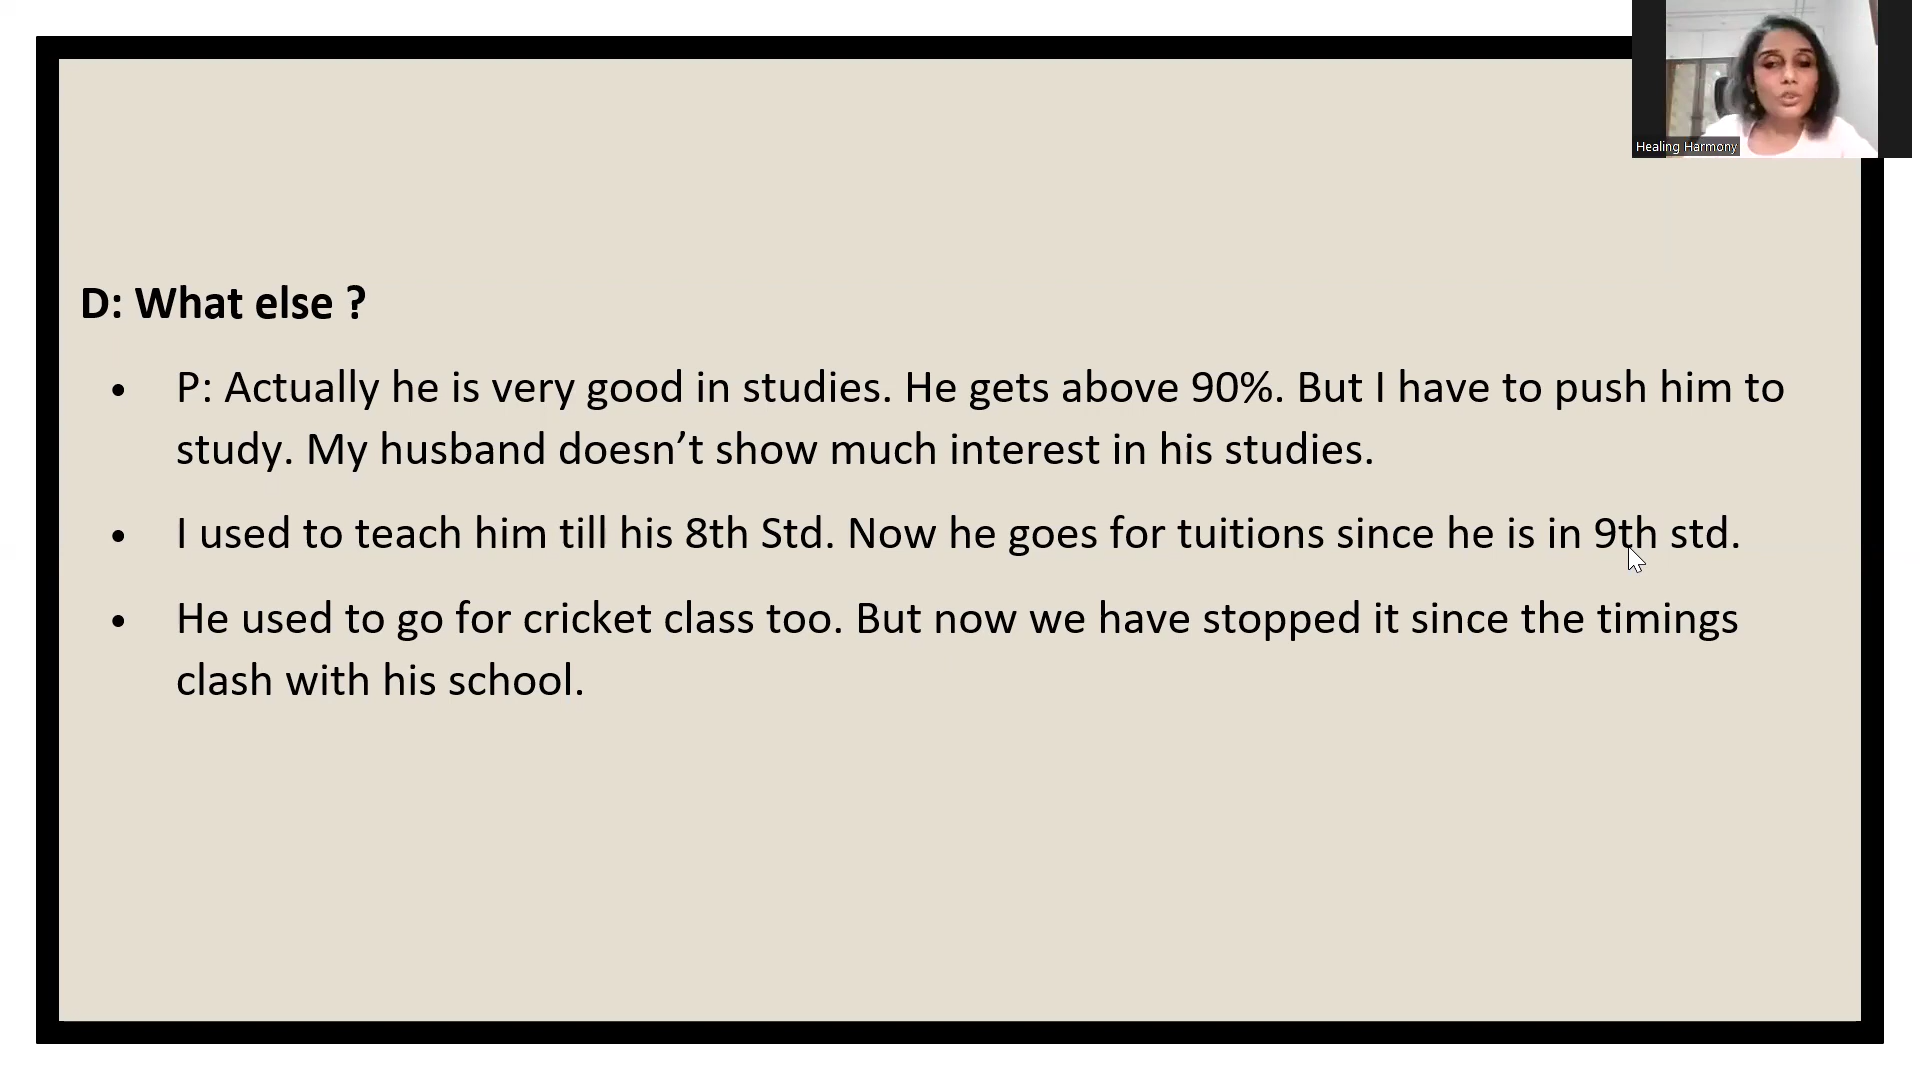 Healing Harmony
D: What else ?
• P: Actually he is very good in studies. He gets above 90%. But I have to push him to
study. My husband doesn’t show much interest in his studies.
• I used to teach him till his 8th Std. Now he goes for tuitions since he is in 9th std.
• He used to go for cricket class too. But now we have stopped it since the timings
clash with his school.